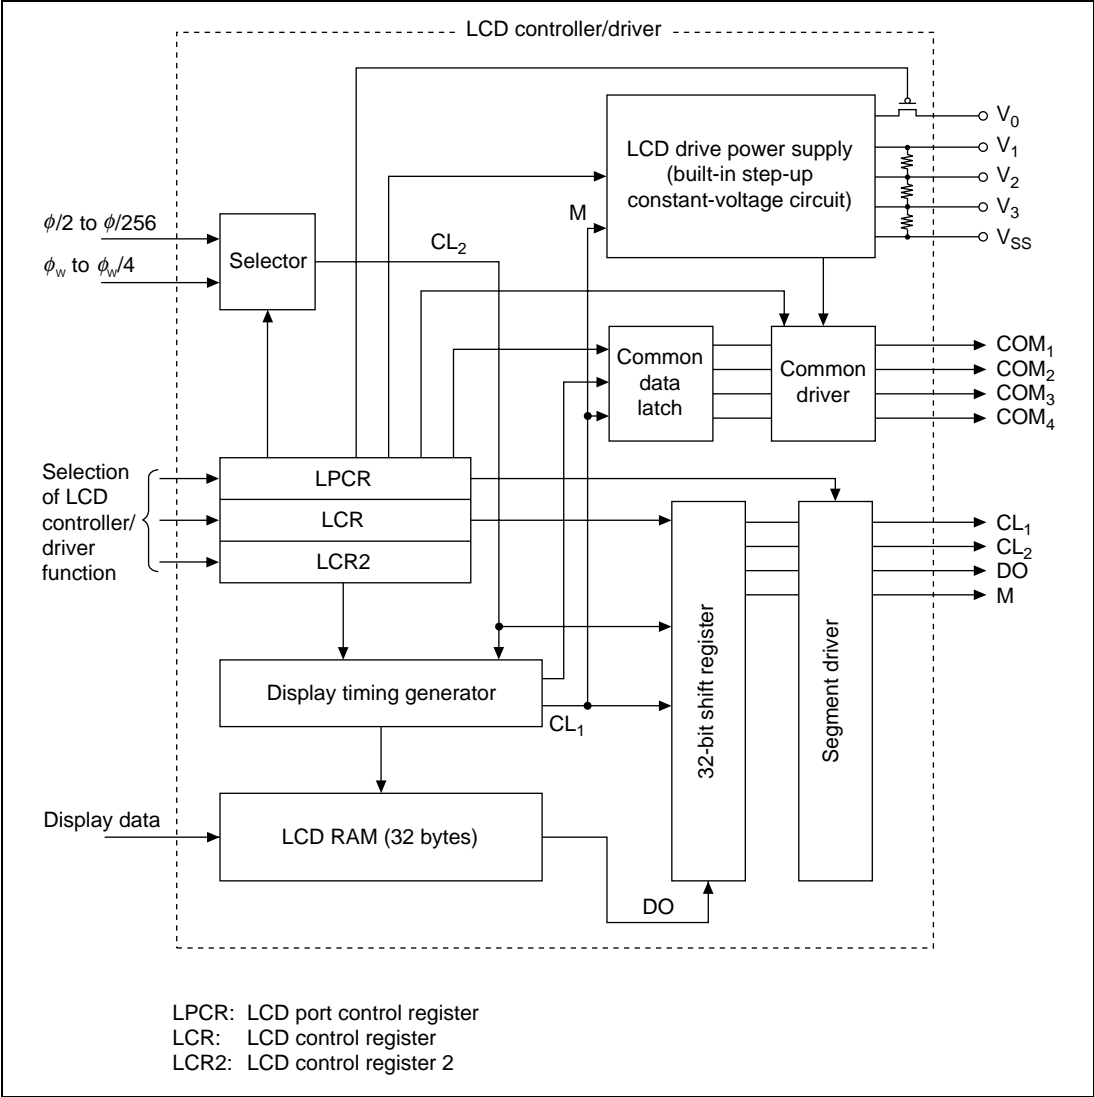 LCD controller/driver
V0
V1
V2
V3
VSS
LCD drive power supply
(built-in step-up
constant-voltage circuit)
M
ϕ/2 to ϕ/256
ϕw to ϕw/4
Selector
CL2
Common
data
latch
Common
driver
COM1
COM2
COM3
COM4
Selection
of LCD
controller/
driver
function
LPCR
LCR
LCR2
CL1
CL2
DO
M
32-bit shift register
Segment driver
Display timing generator
CL1
Display data
LCD RAM (32 bytes)
DO
LPCR: LCD port control register
LCR: LCD control register
LCR2: LCD control register 2